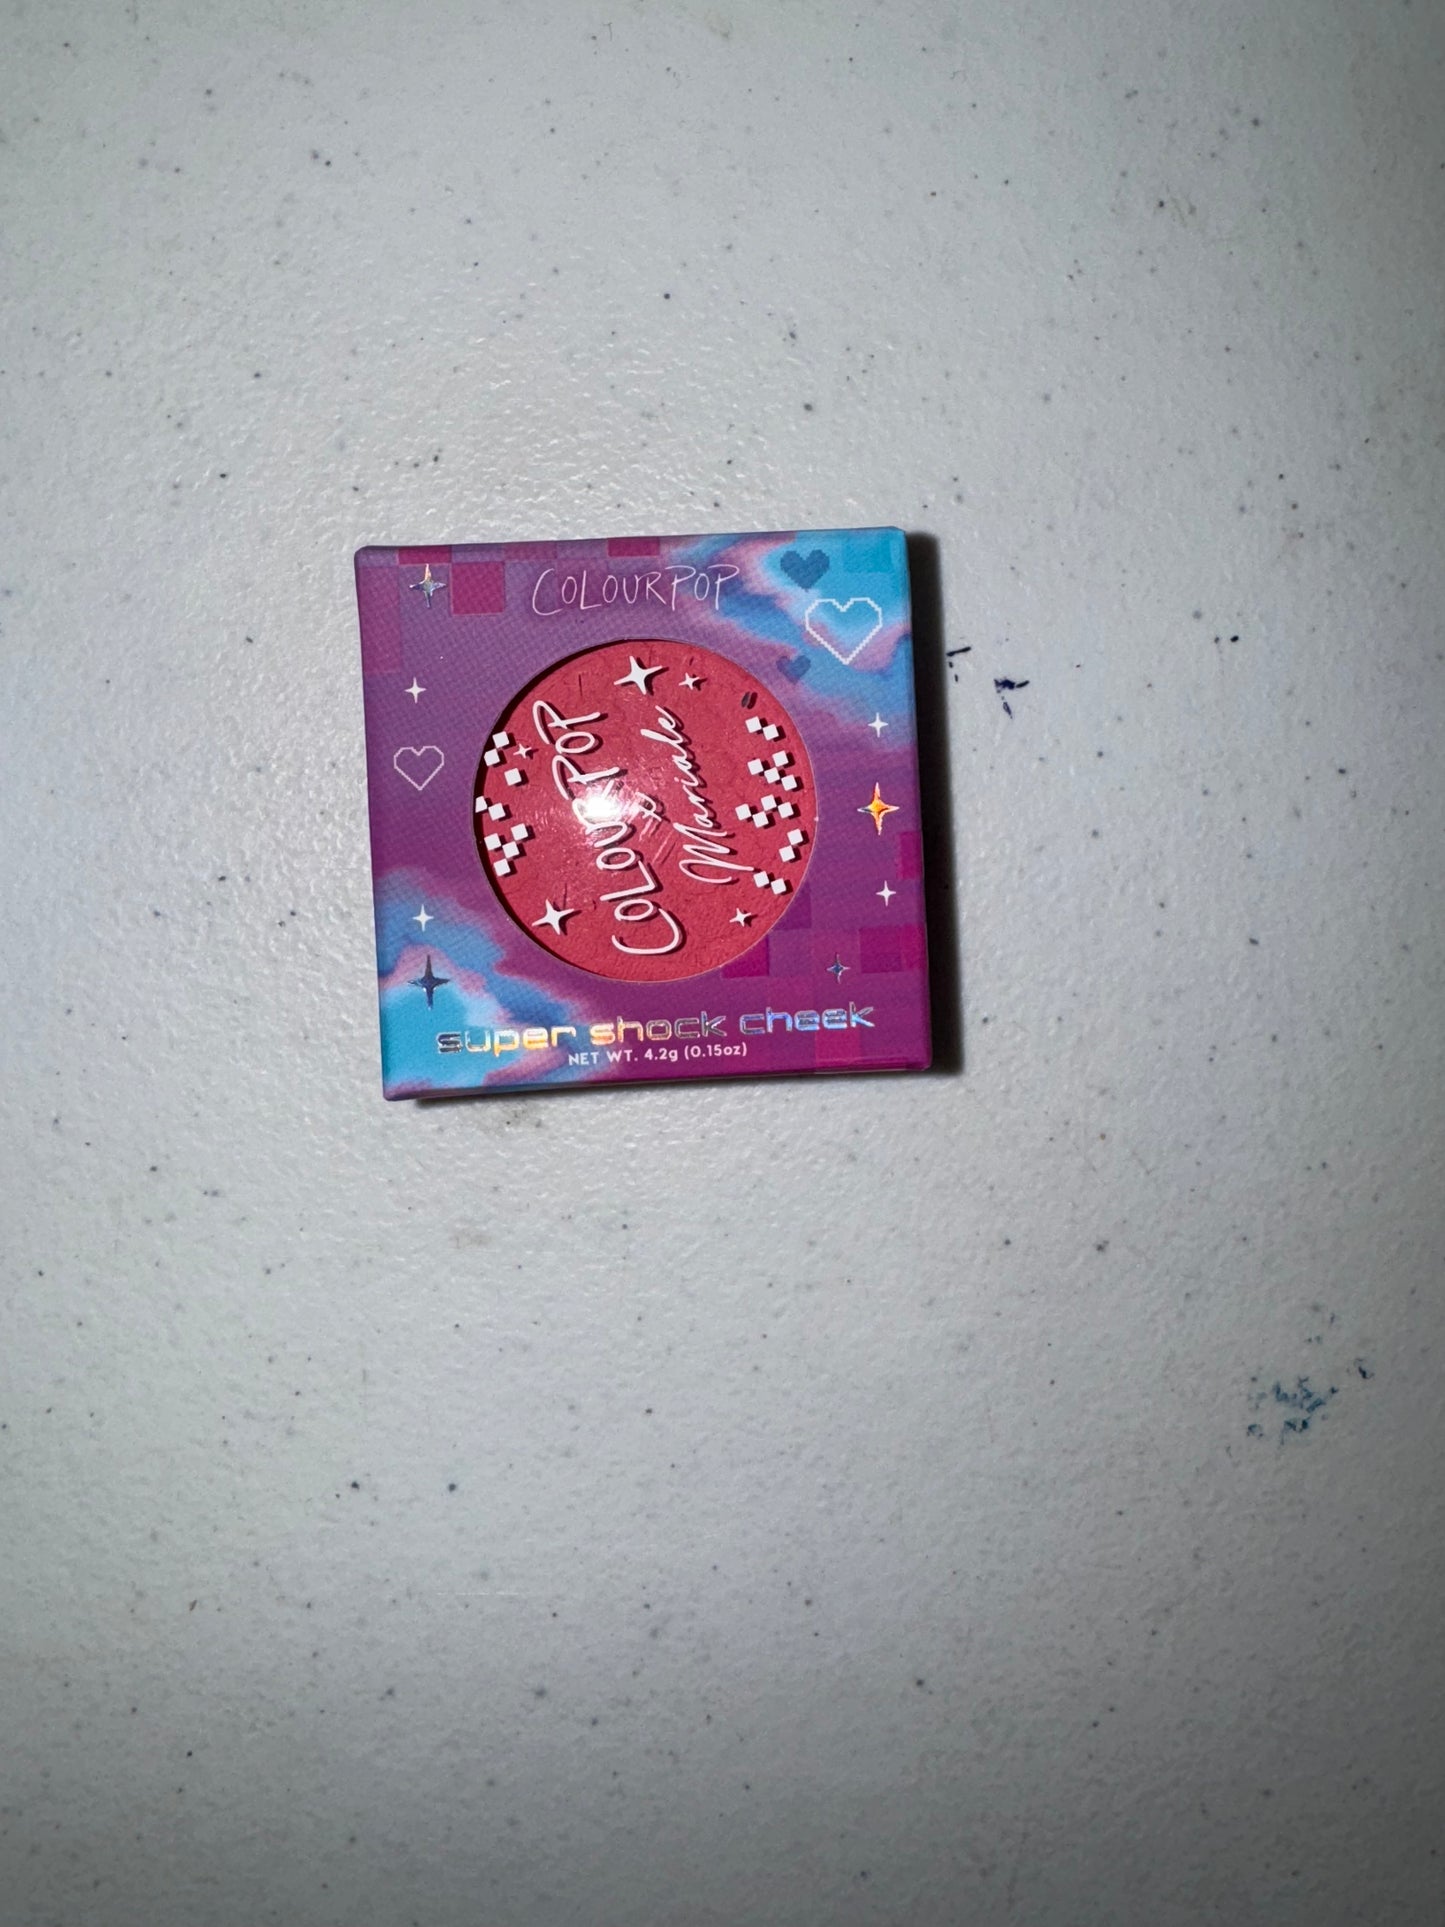 COLOURPOP
COLOURPOP
x
Mariale
super shock cheek
NET WT. 4.2g (0.15oz)